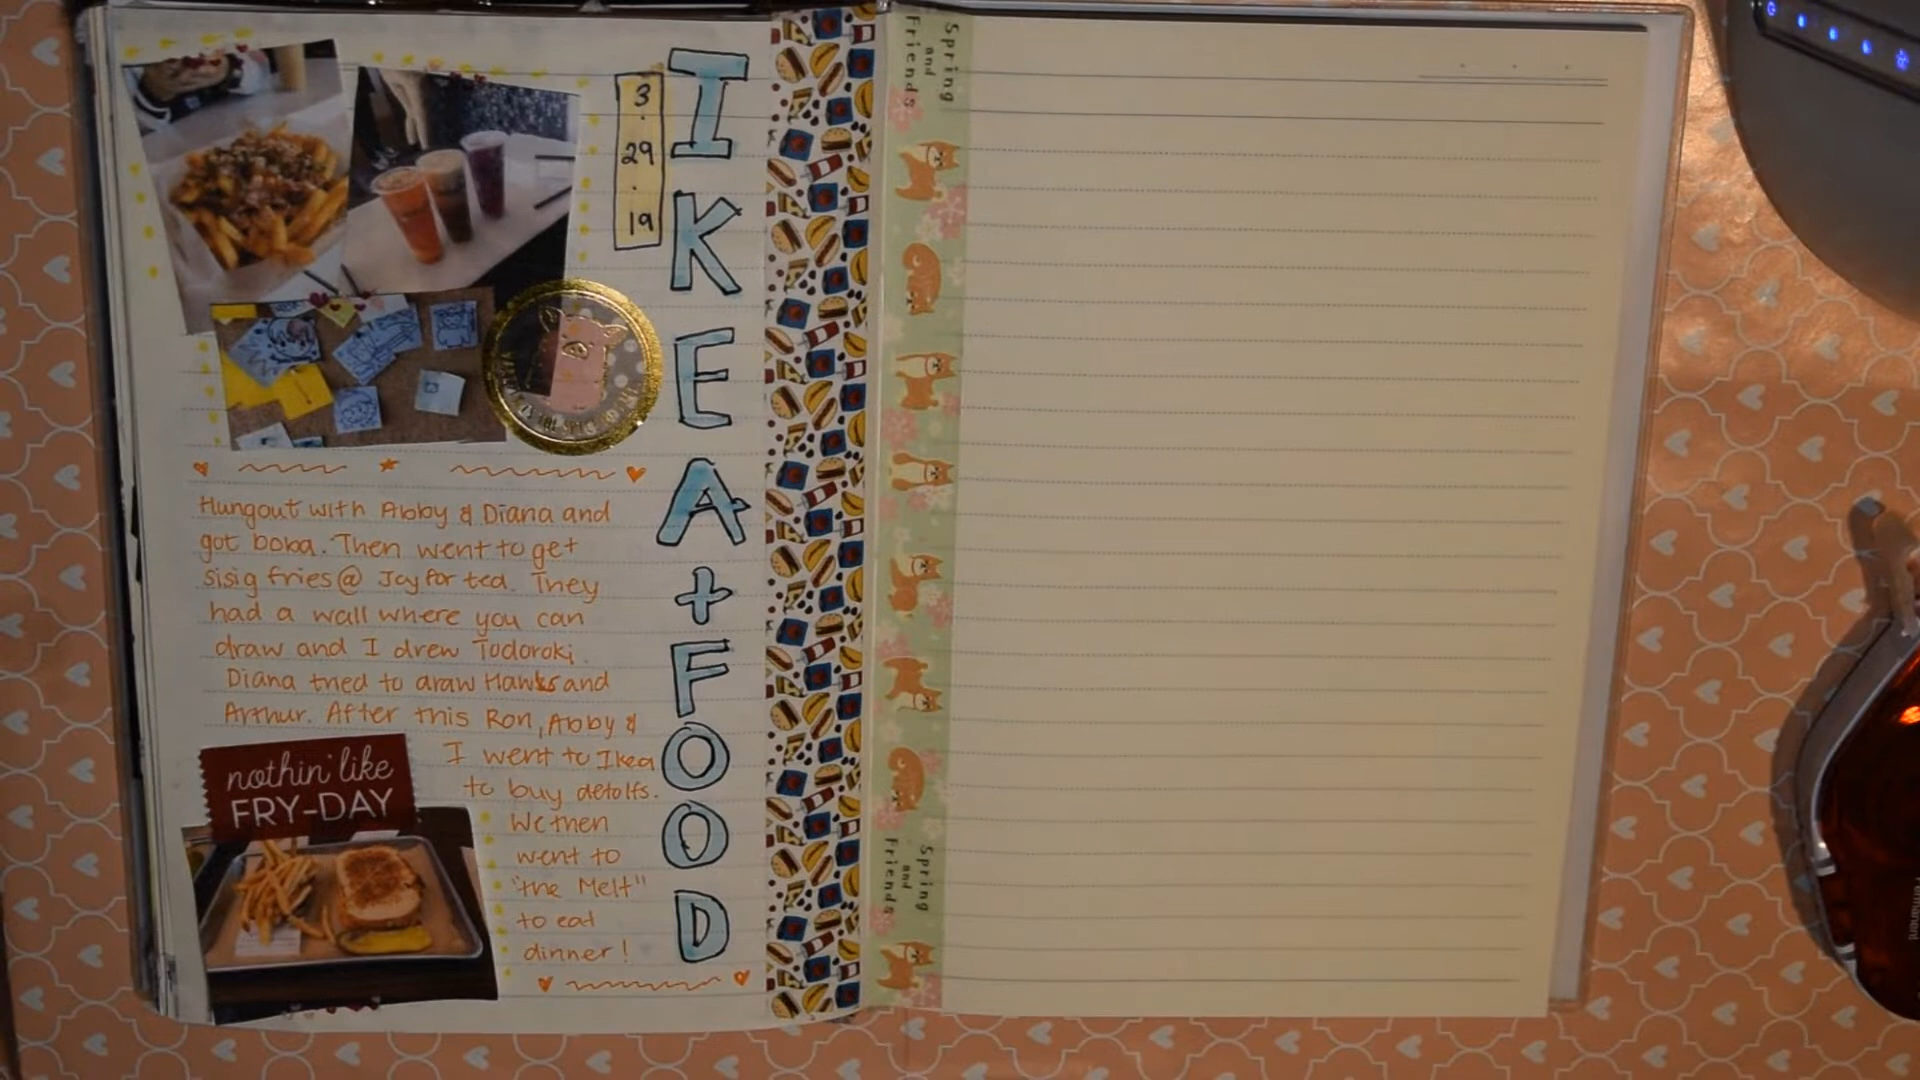 3
.
29
.
19
IKEA + FOOD
Hungout with Abby & Diana and
got boba. Then went to get
sisig fries @ Joy for tea. They
had a wall where you can
draw and I drew Todoroki.
Diana tried to draw Hawks and
Arthur. After this Ron, Abby &
I went to Ikea
to buy detolfs.
We then
went to
"the Melt"
to eat
dinner!
nothin' like
FRY-DAY
Spring
and
Friends
Spring
and
Friends
Permanent